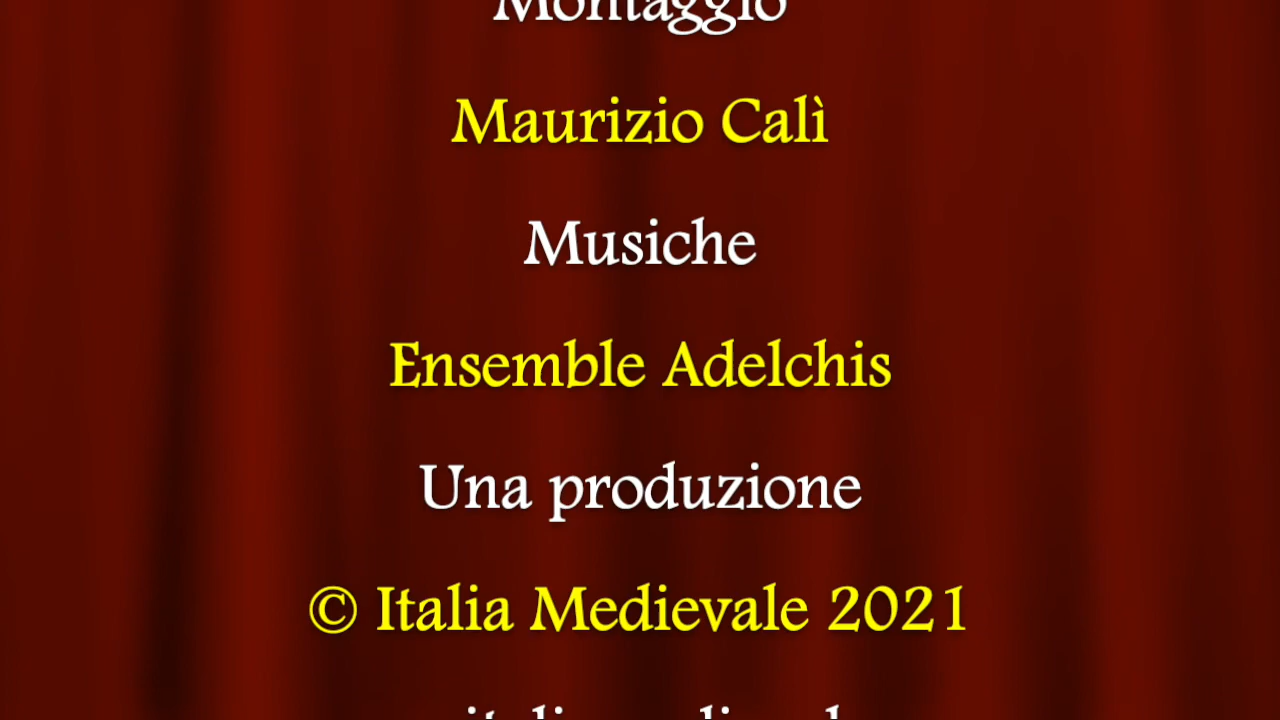 Montaggio
Maurizio Calì
Musiche
Ensemble Adelchis
Una produzione
© Italia Medievale 2021